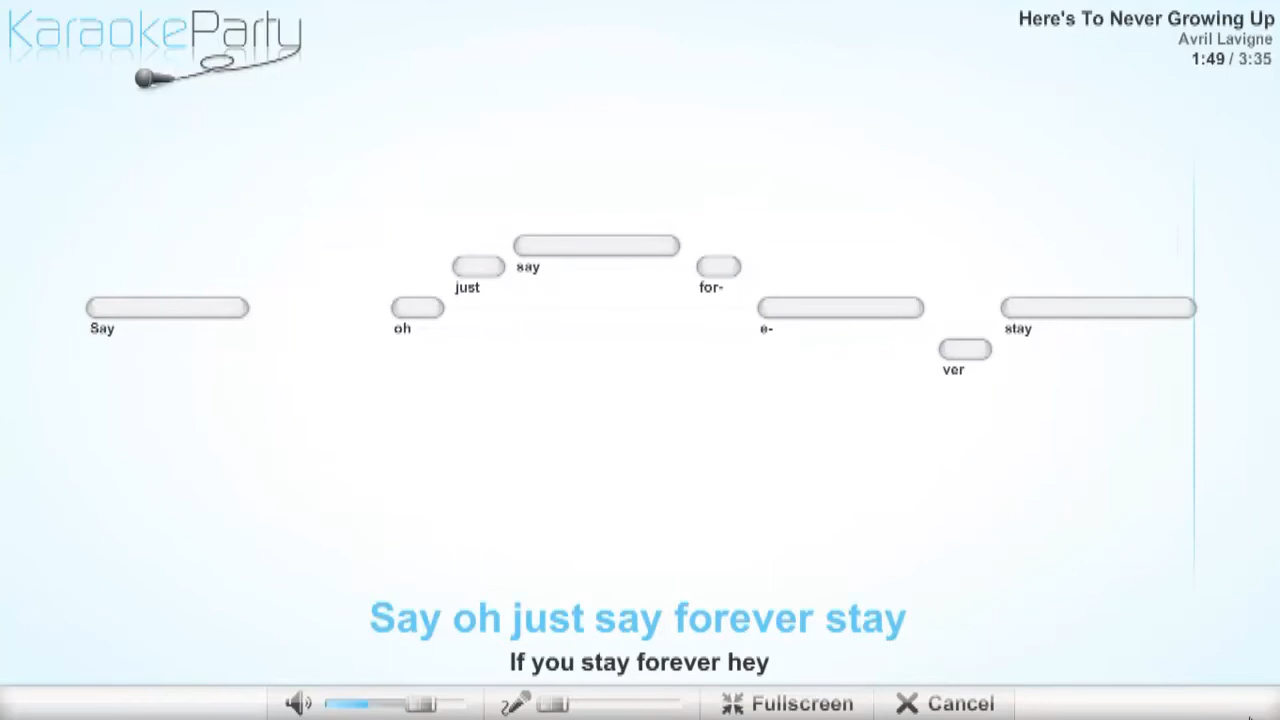 KaraokeParty
Here's To Never Growing Up
Avril Lavigne
1:49 / 3:35
say
just
for-
Say
oh
e-
stay
ver
Say oh just say forever stay
If you stay forever hey
Fullscreen
Cancel